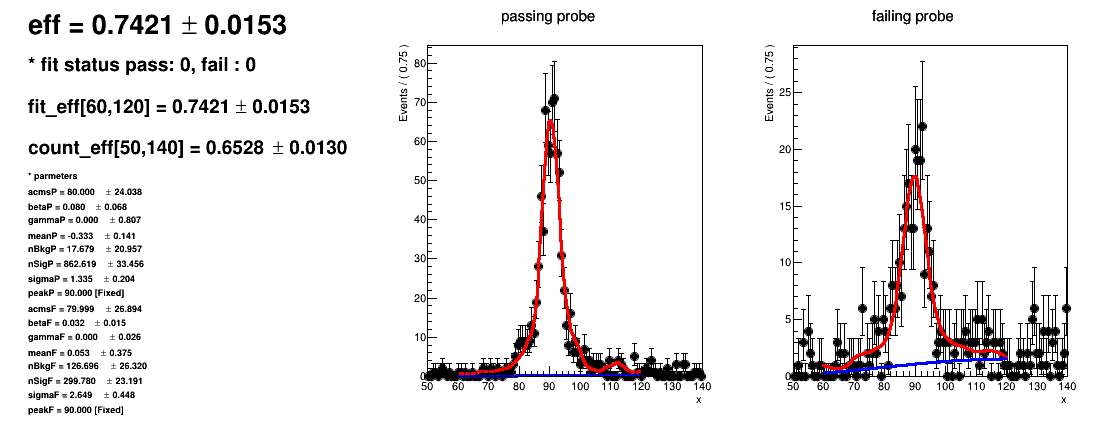 eff = 0.7421 ± 0.0153
* fit status pass: 0, fail : 0
fit_eff[60,120] = 0.7421 ± 0.0153
count_eff[50,140] = 0.6528 ± 0.0130
* parmeters
acmsP = 80.000 ± 24.038
betaP = 0.080 ± 0.068
gammaP = 0.000 ± 0.807
meanP = -0.333 ± 0.141
nBkgP = 17.679 ± 20.957
nSigP = 862.619 ± 33.456
sigmaP = 1.335 ± 0.204
peakP = 90.000 [Fixed]
acmsF = 79.999 ± 26.894
betaF = 0.032 ± 0.015
gammaF = 0.000 ± 0.026
meanF = 0.053 ± 0.375
nBkgF = 126.696 ± 26.320
nSigF = 299.780 ± 23.191
sigmaF = 2.649 ± 0.448
peakF = 90.000 [Fixed]
passing probe
Events / ( 0.75 )
80
70
60
50
40
30
20
10
0
50 60 70 80 90 100 110 120 130 140
x
failing probe
Events / ( 0.75 )
25
20
15
10
5
0
50 60 70 80 90 100 110 120 130 140
x